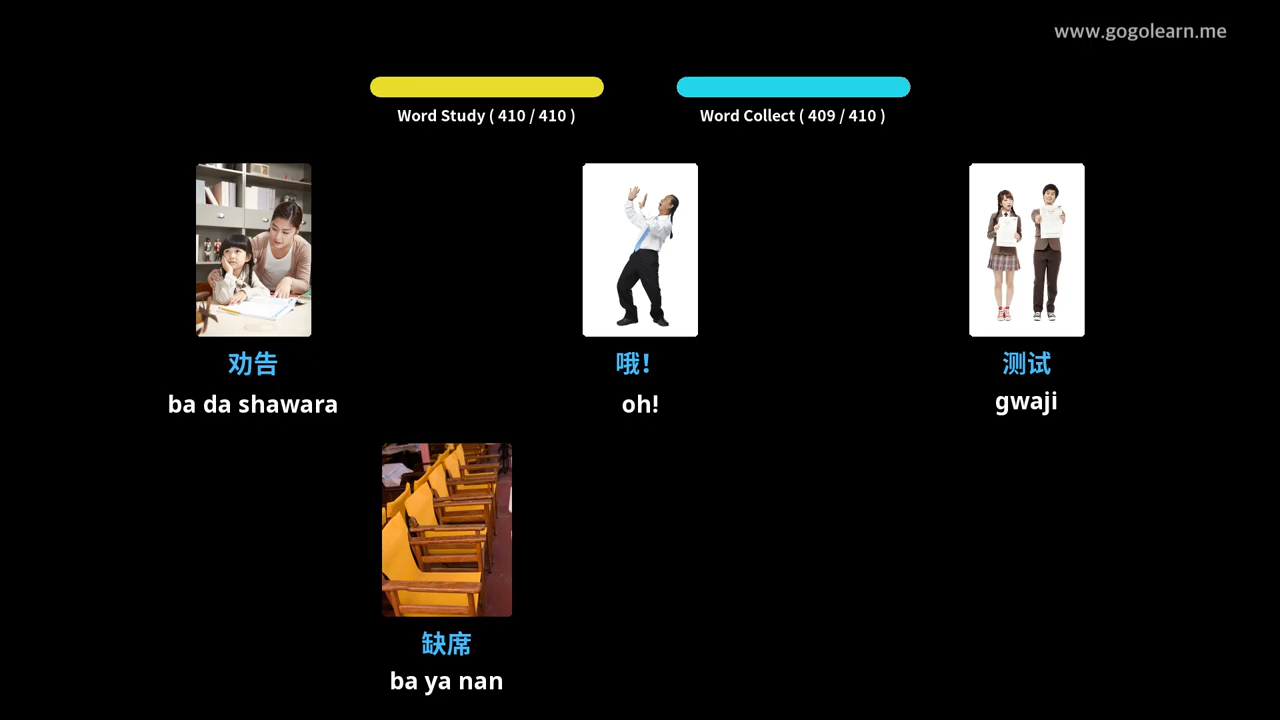 www.gogolearn.me
Word Study ( 410 / 410 )
Word Collect ( 409 / 410 )
劝告
哦!
测试
ba da shawara
oh!
gwaji
缺席
ba ya nan